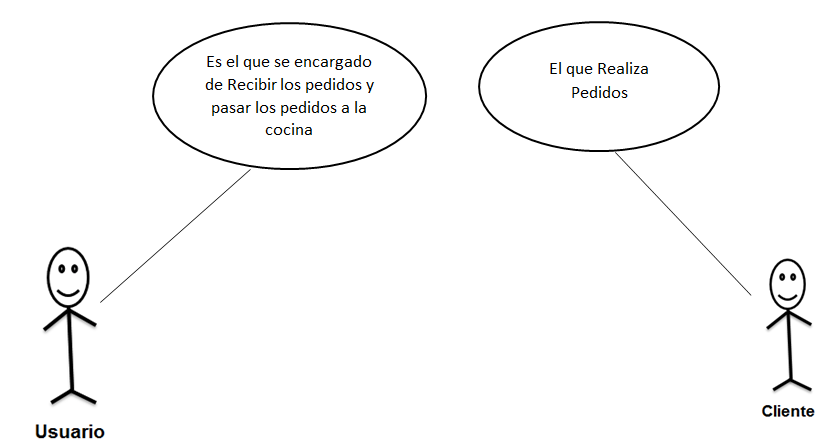 Es el que se encargado
de Recibir los pedidos y
pasar los pedidos a la
cocina
El que Realiza
Pedidos
Usuario
Cliente